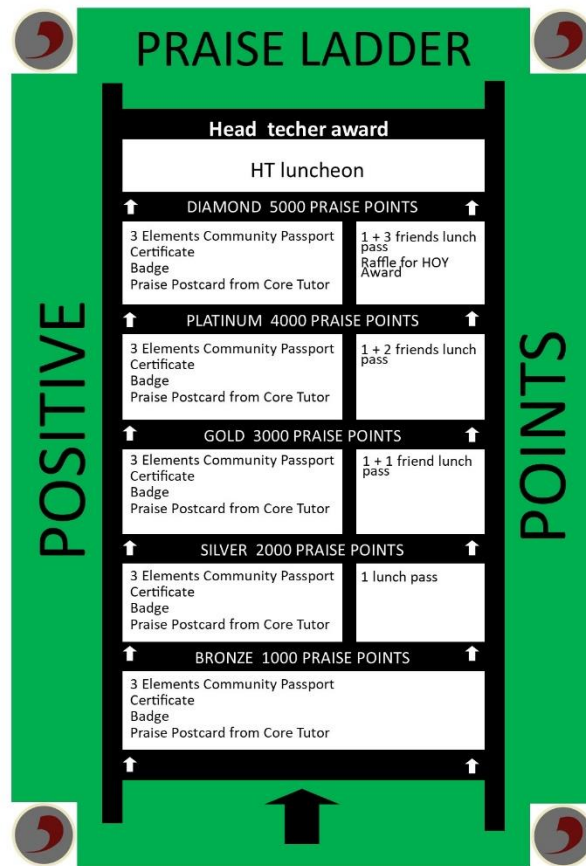 PRAISE LADDER
POSITIVE
POINTS
Head techer award
HT luncheon
DIAMOND 5000 PRAISE POINTS
3 Elements Community Passport
Certificate
Badge
Praise Postcard from Core Tutor
1 + 3 friends lunch
pass
Raffle for HOY
Award
PLATINUM 4000 PRAISE POINTS
3 Elements Community Passport
Certificate
Badge
Praise Postcard from Core Tutor
1 + 2 friends lunch
pass
GOLD 3000 PRAISE POINTS
3 Elements Community Passport
Certificate
Badge
Praise Postcard from Core Tutor
1 + 1 friend lunch
pass
SILVER 2000 PRAISE POINTS
3 Elements Community Passport
Certificate
Badge
Praise Postcard from Core Tutor
1 lunch pass
BRONZE 1000 PRAISE POINTS
3 Elements Community Passport
Certificate
Badge
Praise Postcard from Core Tutor